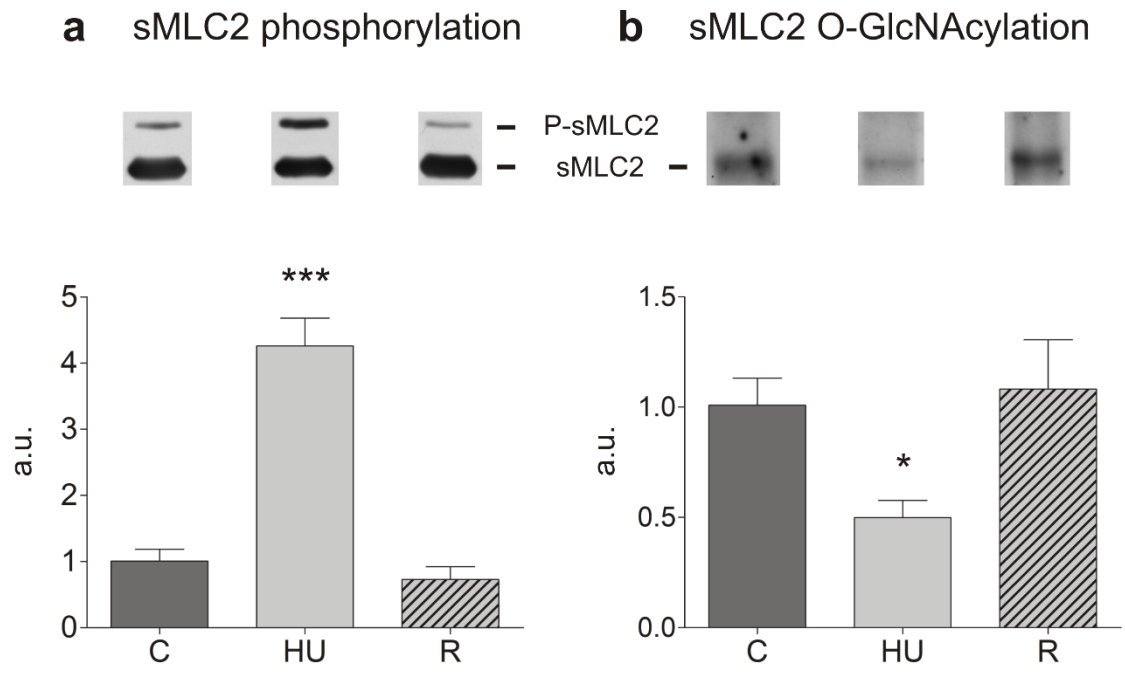 a sMLC2 phosphorylation
b sMLC2 O-GlcNAcylation
P-sMLC2
sMLC2
***
5
4
3
2
1
0
a.u.
C HU R
*
1.5
1.0
0.5
0.0
a.u.
C HU R